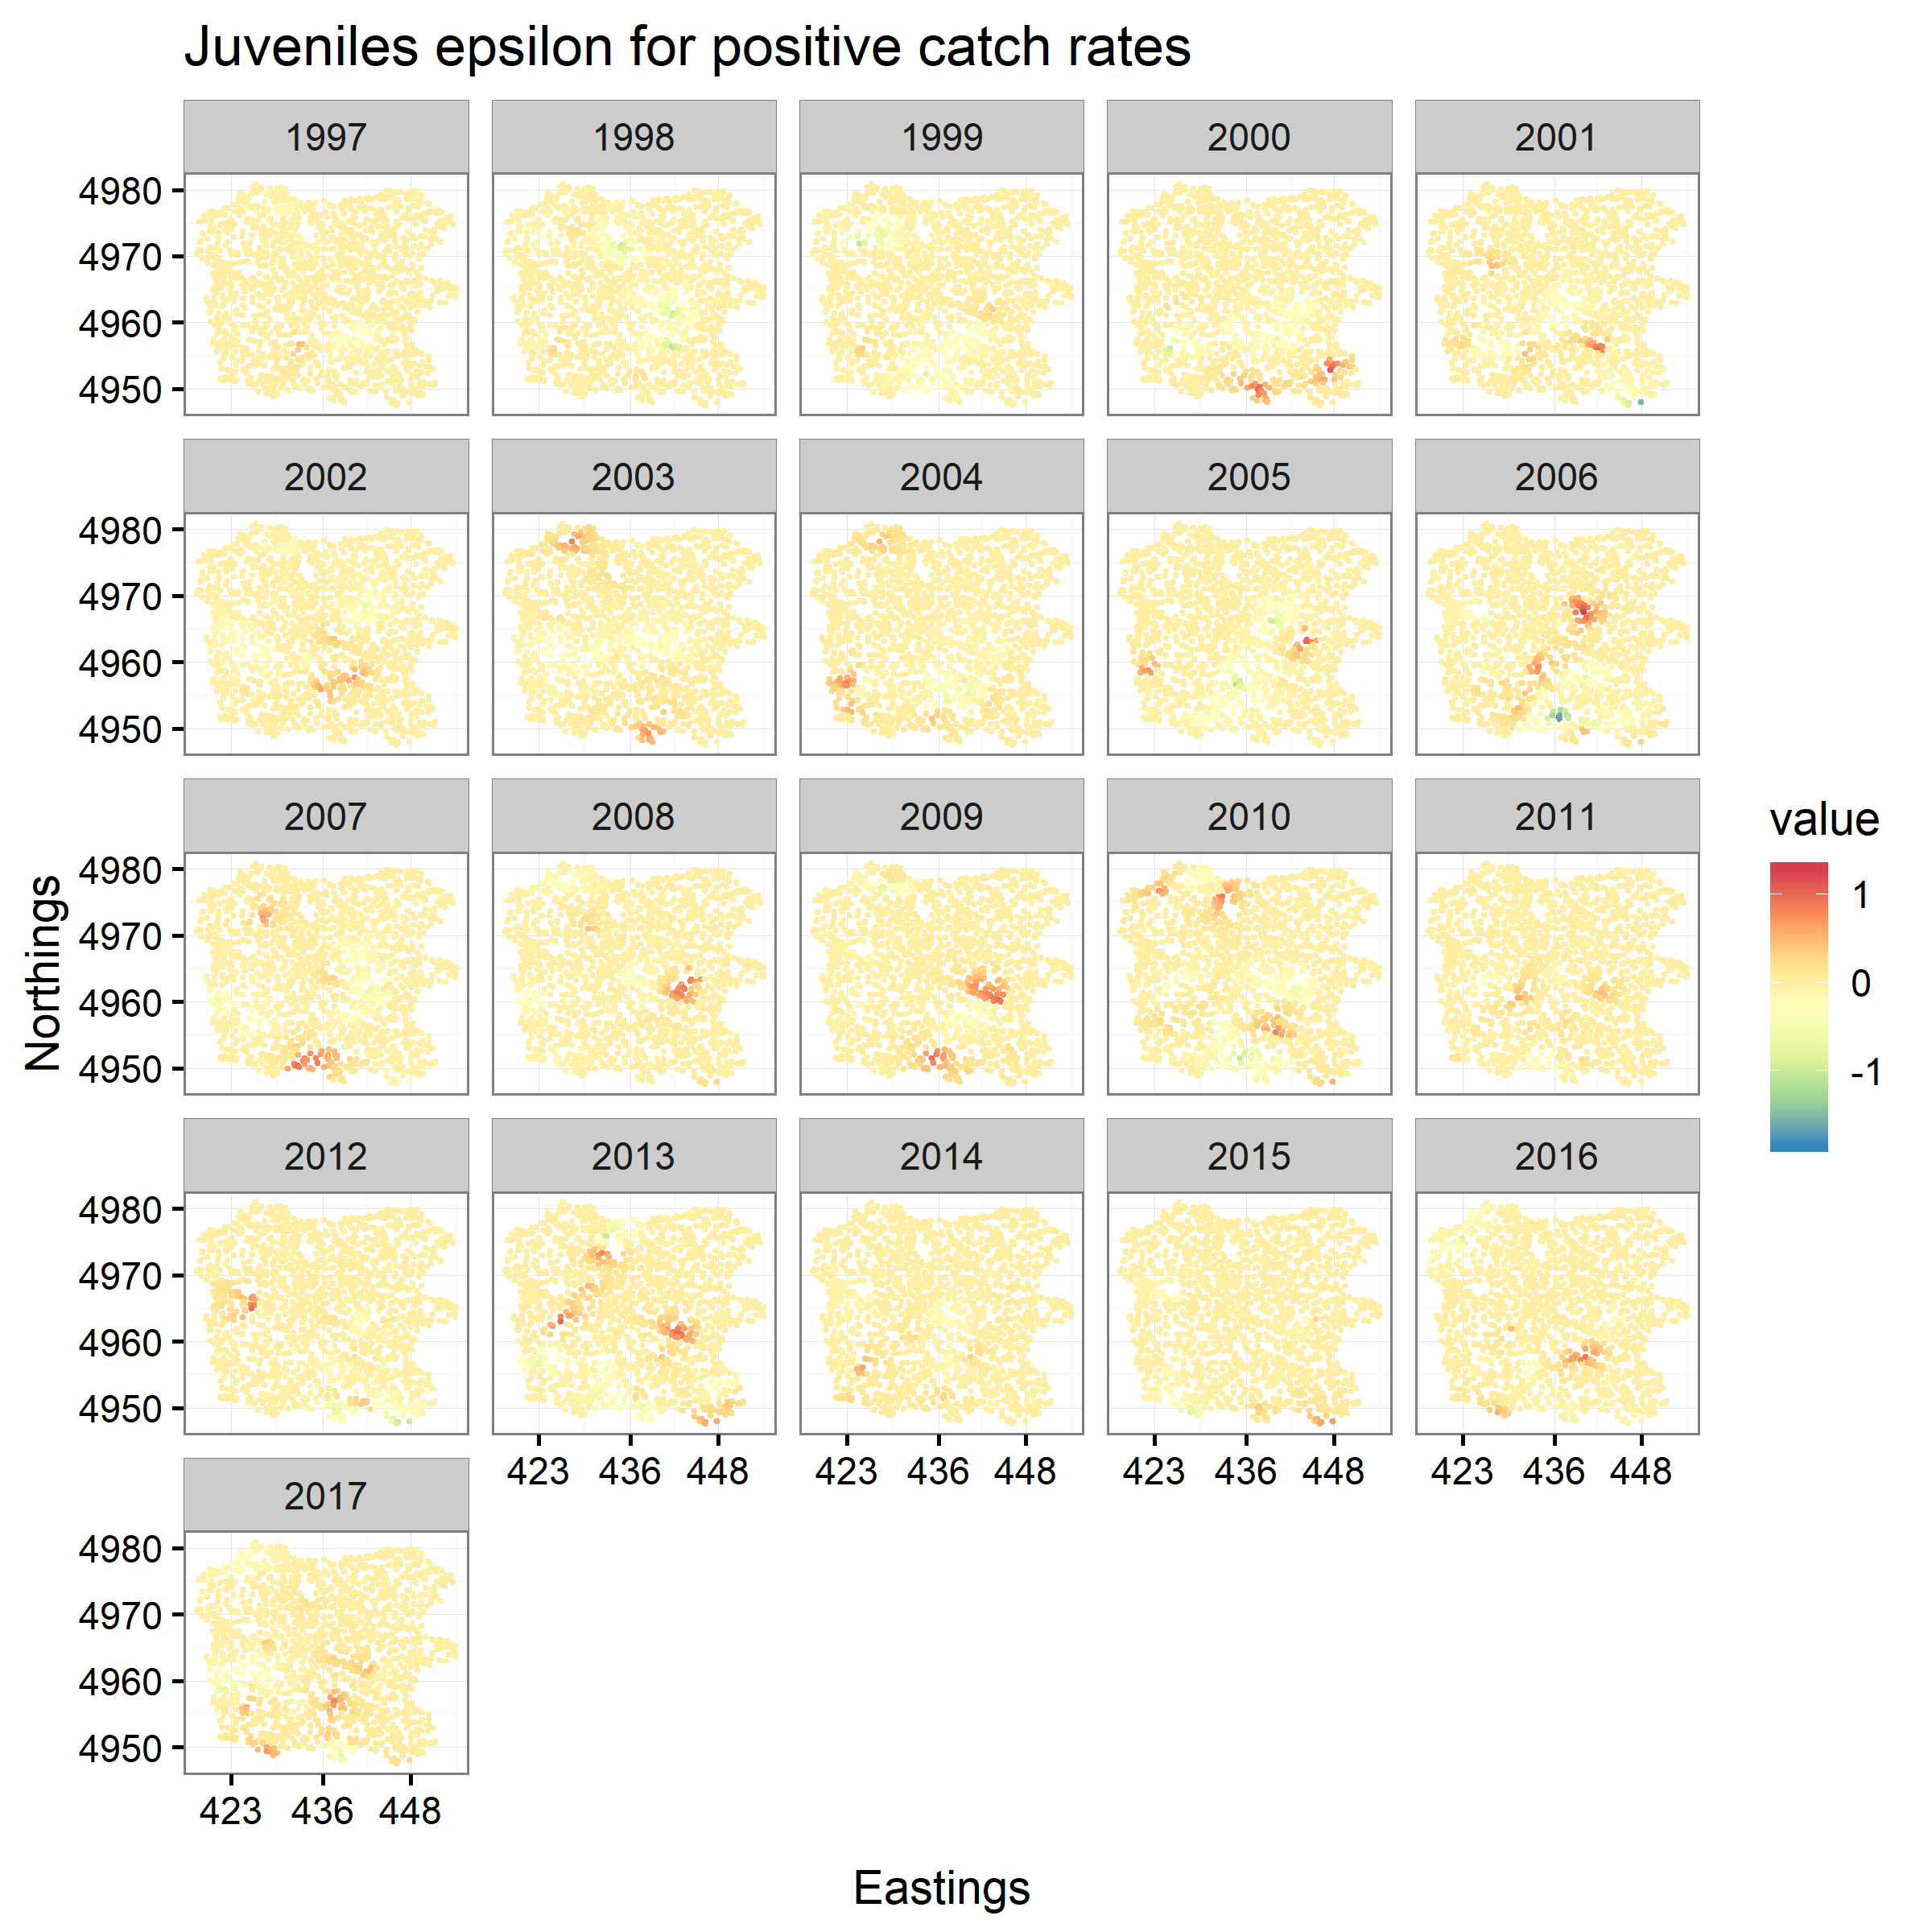 Juveniles epsilon for positive catch rates
1997 1998 1999 2000 2001
4980
4970
4960
4950
2002 2003 2004 2005 2006
4980
4970
4960
4950
2007 2008 2009 2010 2011
4980
4970
4960
4950
Northings
value
1
0
-1
2012 2013 2014 2015 2016
4980
4970
4960
4950
423 436 448 423 436 448 423 436 448 423 436 448
2017
4980
4970
4960
4950
423 436 448
Eastings